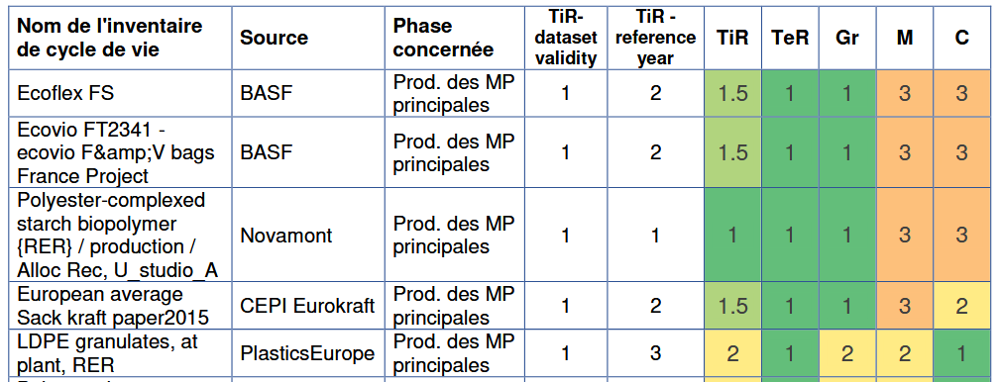 Nom de l'inventaire
de cycle de vie
Source
Phase
concernée
TiR-
dataset
validity
TiR -
reference
year
TiR
TeR
Gr
M
C
Ecoflex FS
BASF
Prod. des MP
principales
1
2
1.5
1
1
3
3
Ecovio FT2341 -
ecovio F&amp;V bags
France Project
BASF
Prod. des MP
principales
1
2
1.5
1
1
3
3
Polyester-complexed
starch biopolymer
{RER} / production /
Alloc Rec, U_studio_A
Novamont
Prod. des MP
principales
1
1
1
1
1
3
3
European average
Sack kraft paper2015
CEPI Eurokraft
Prod. des MP
principales
1
2
1.5
1
1
3
2
LDPE granulates, at
plant, RER
PlasticsEurope
Prod. des MP
principales
1
3
2
1
2
2
1